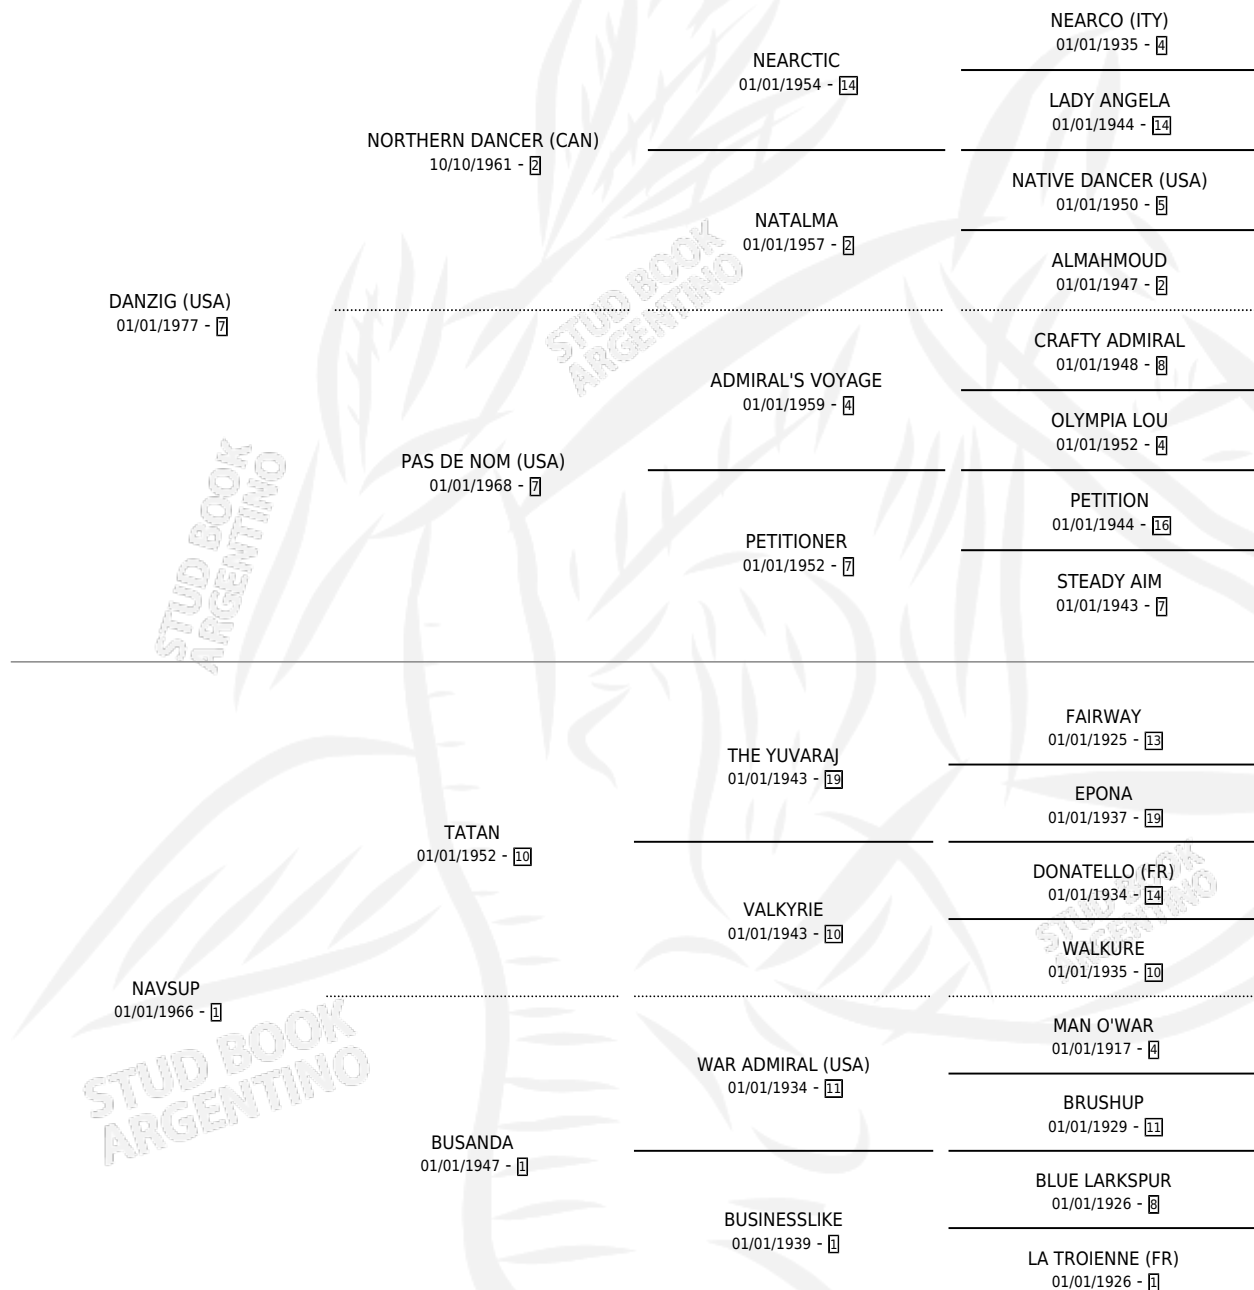 NEARCO (ITY)
01/01/1935 - 4
NEARCTIC
01/01/1954 - 14
LADY ANGELA
01/01/1944 - 14
NORTHERN DANCER (CAN)
10/10/1961 - 2
NATIVE DANCER (USA)
01/01/1950 - 5
NATALMA
01/01/1957 - 2
ALMAHMOUD
01/01/1947 - 2
DANZIG (USA)
01/01/1977 - 7
CRAFTY ADMIRAL
01/01/1948 - 8
ADMIRAL'S VOYAGE
01/01/1959 - 4
OLYMPIA LOU
01/01/1952 - 4
PAS DE NOM (USA)
01/01/1968 - 7
PETITION
01/01/1944 - 16
PETITIONER
01/01/1952 - 7
STEADY AIM
01/01/1943 - 7
FAIRWAY
01/01/1925 - 13
THE YUVARAJ
01/01/1943 - 19
EPONA
01/01/1937 - 19
TATAN
01/01/1952 - 10
DONATELLO (FR)
01/01/1934 - 14
VALKYRIE
01/01/1943 - 10
WALKURE
01/01/1935 - 10
NAVSUP
01/01/1966 - 1
MAN O'WAR
01/01/1917 - 4
WAR ADMIRAL (USA)
01/01/1934 - 11
BRUSHUP
01/01/1929 - 11
BUSANDA
01/01/1947 - 1
BLUE LARKSPUR
01/01/1926 - 8
BUSINESSLIKE
01/01/1939 - 1
LA TROIENNE (FR)
01/01/1926 - 1
STUD BOOK
ARGENTINO
STUD BOOK
ARGENTINO
STUD BOOK
ARGENTINO
STUD BOOK
ARGENTINO